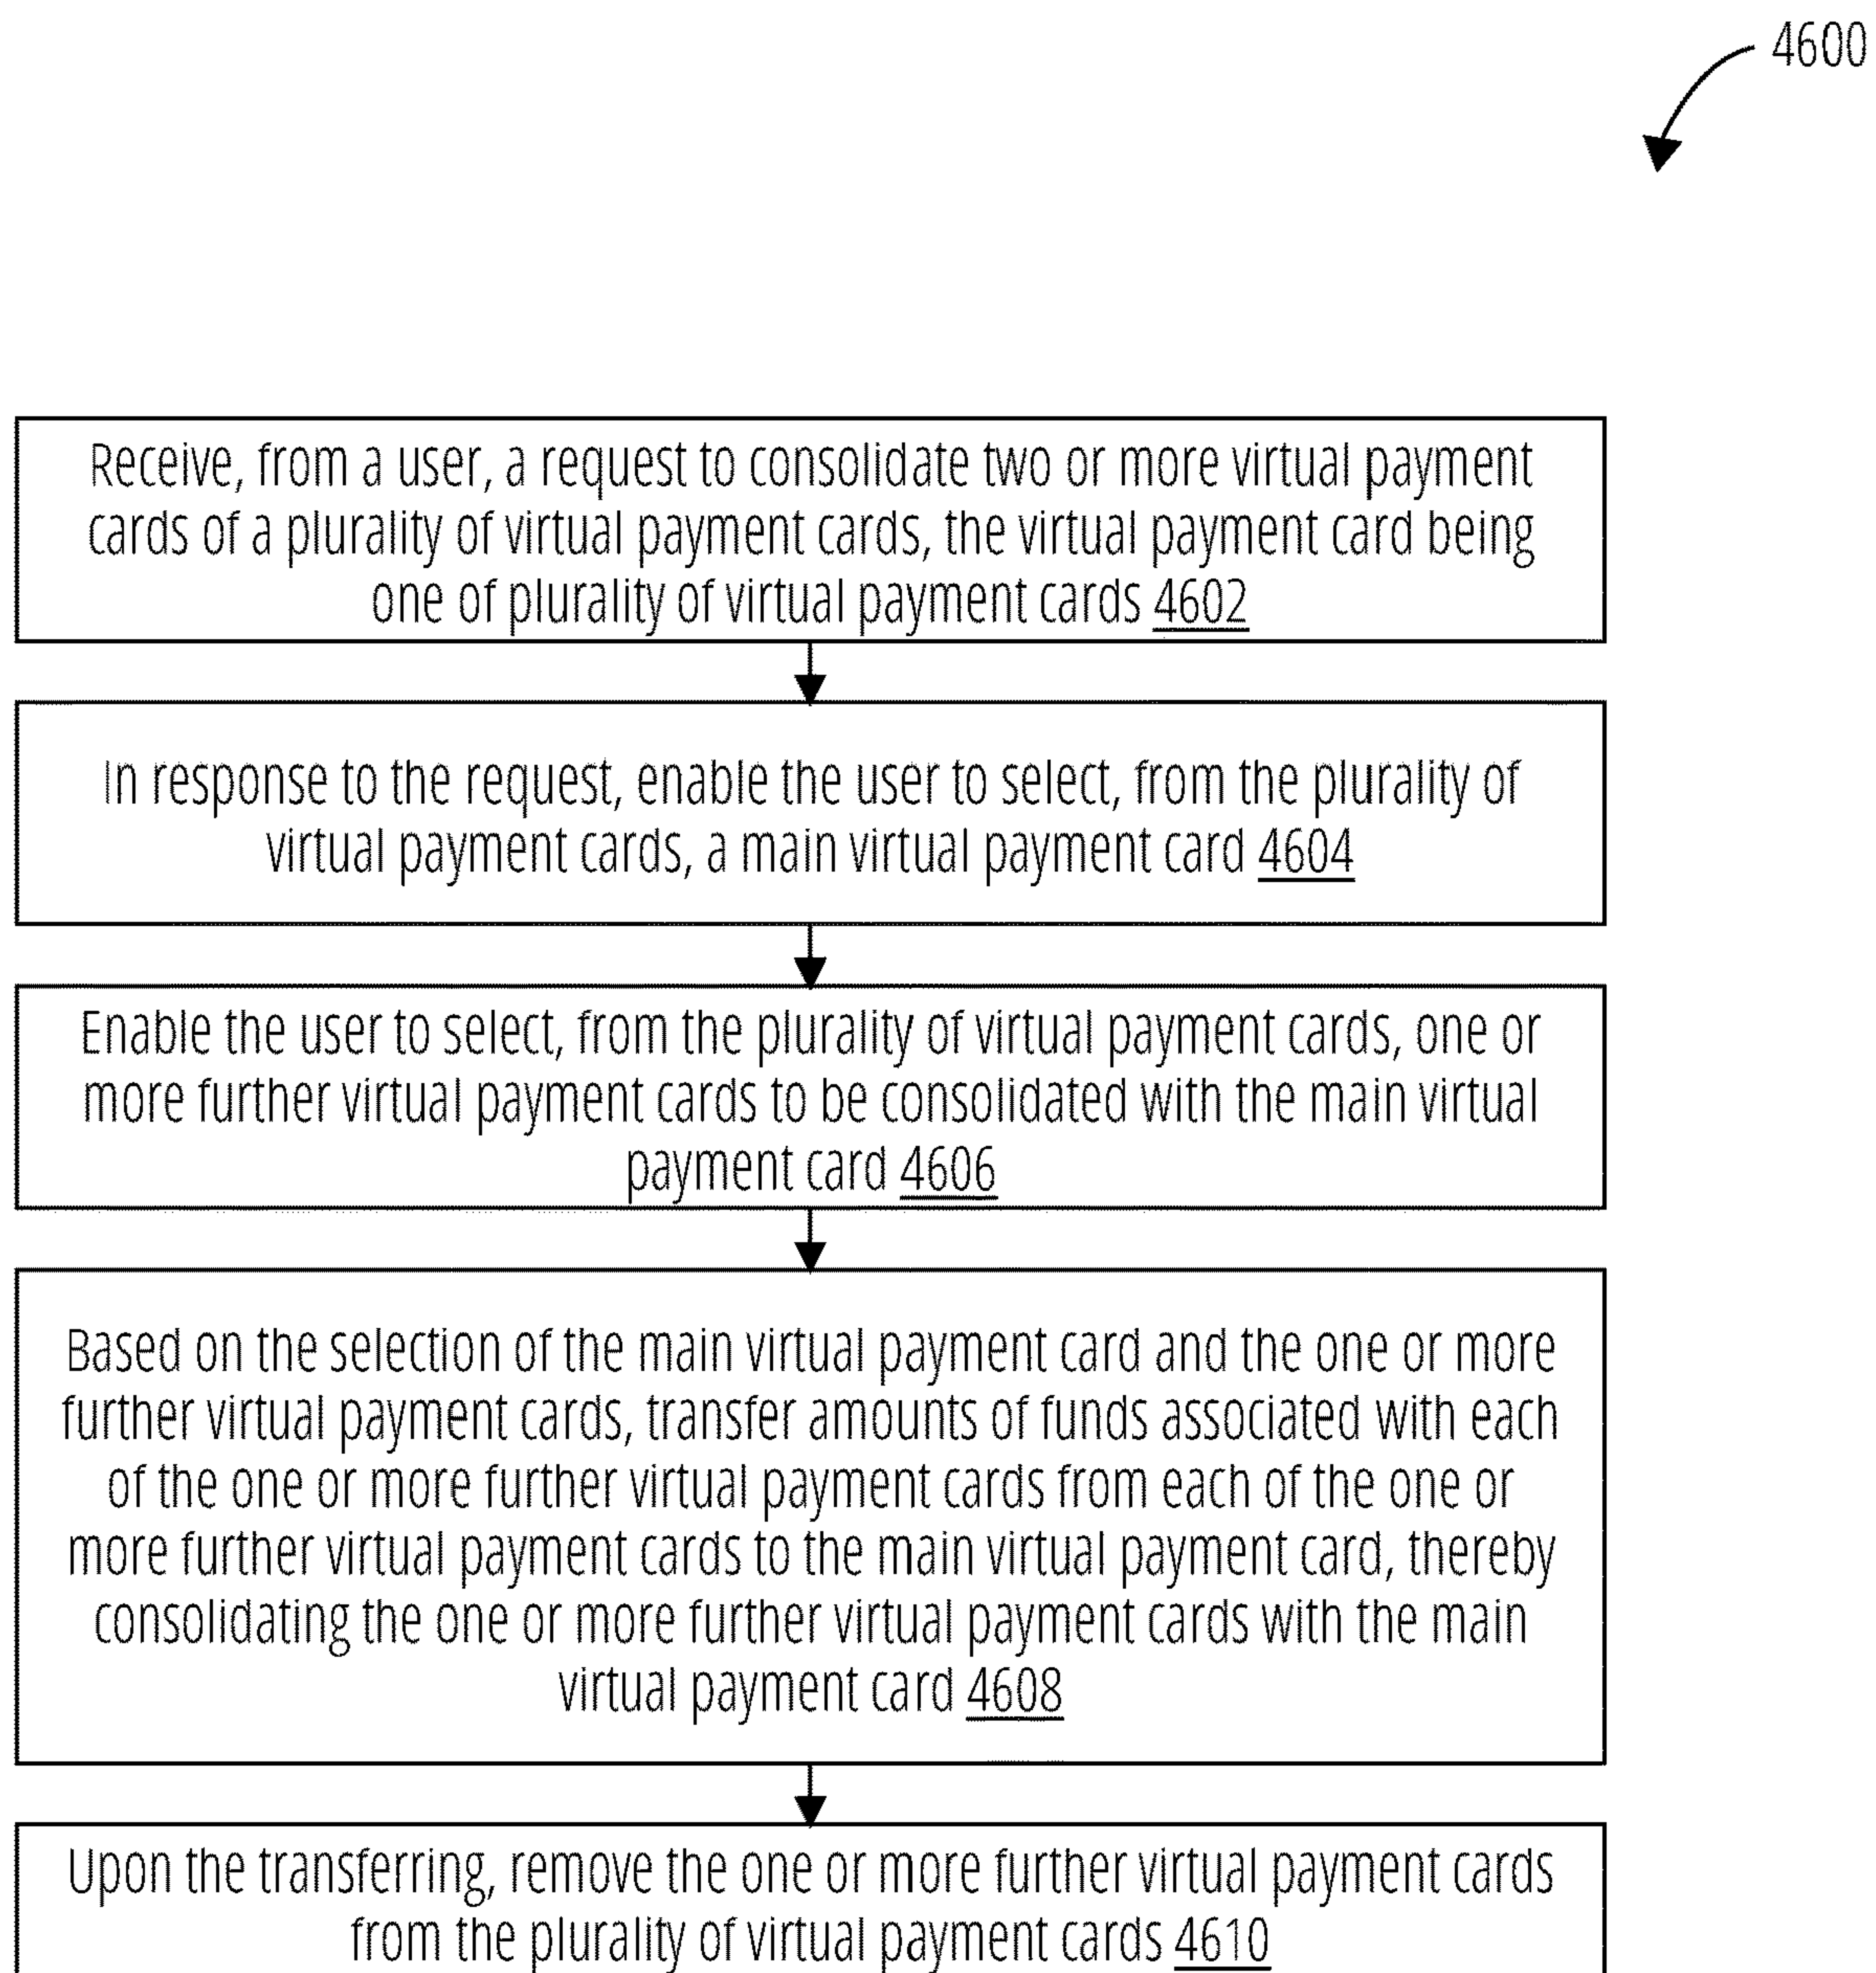 4600
Receive, from a user, a request to consolidate two or more virtual payment
cards of a plurality of virtual payment cards, the virtual payment card being
one of plurality of virtual payment cards 4602
In response to the request, enable the user to select, from the plurality of
virtual payment cards, a main virtual payment card 4604
Enable the user to select, from the plurality of virtual payment cards, one or
more further virtual payment cards to be consolidated with the main virtual
payment card 4606
Based on the selection of the main virtual payment card and the one or more
further virtual payment cards, transfer amounts of funds associated with each
of the one or more further virtual payment cards from each of the one or
more further virtual payment cards to the main virtual payment card, thereby
consolidating the one or more further virtual payment cards with the main
virtual payment card 4608
Upon the transferring, remove the one or more further virtual payment cards
from the plurality of virtual payment cards 4610